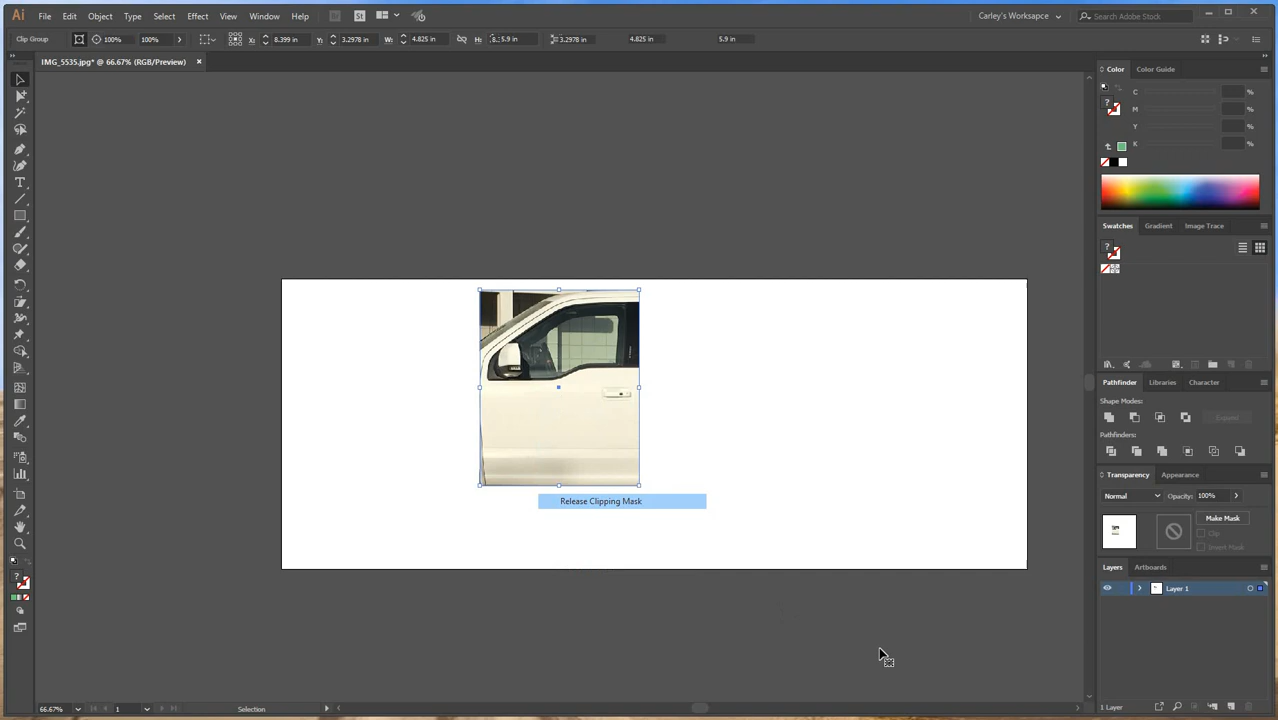 Ai File Edit Object Type Select Effect View Window Help Br St Carley's Worksapce Search Adobe Stock
Clip Group 100% 100% X: 8.399 in Y: 3.2978 in W: 4.825 in H: 5.9 in 3.2978 in 4.825 in 5.9 in
IMG_5535.jpg* @ 66.67% (RGB/Preview) ×
Color Color Guide
C %
M %
Y %
K %
Swatches Gradient Image Trace
Pathfinder Libraries Character
Shape Modes:
Expand
Pathfinders:
Transparency Appearance
Normal Opacity: 100%
Make Mask
Clip
Invert Mask
Release Clipping Mask
Layers Artboards
Layer 1
66.67% 1 Selection 1 Layer